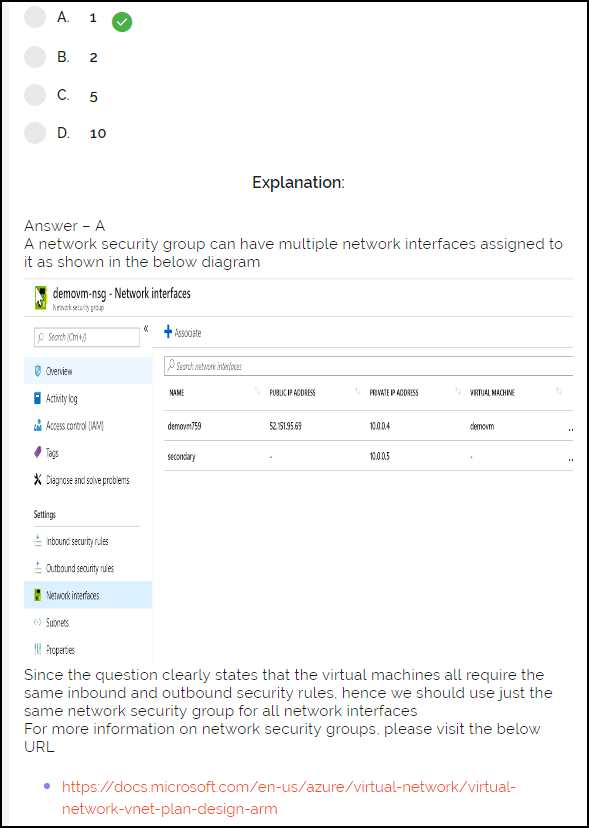 A. 1
B. 2
C. 5
D. 10
Explanation:
Answer – A
A network security group can have multiple network interfaces assigned to
it as shown in the below diagram
demovm-nsg - Network interfaces
Network security group
Search (Ctrl+/)
«
Associate
Search network interfaces
Overview
Activity log
Access control (IAM)
Tags
Diagnose and solve problems
Settings
Inbound security rules
Outbound security rules
Network interfaces
Subnets
Properties
NAME PUBLIC IP ADDRESS PRIVATE IP ADDRESS VIRTUAL MACHINE
demovm759 52.151.95.69 10.0.0.4 demovm ..
secondary - 10.0.0.5 - ..
Since the question clearly states that the virtual machines all require the
same inbound and outbound security rules, hence we should use just the
same network security group for all network interfaces
For more information on network security groups, please visit the below
URL
https://docs.microsoft.com/en-us/azure/virtual-network/virtual-
network-vnet-plan-design-arm